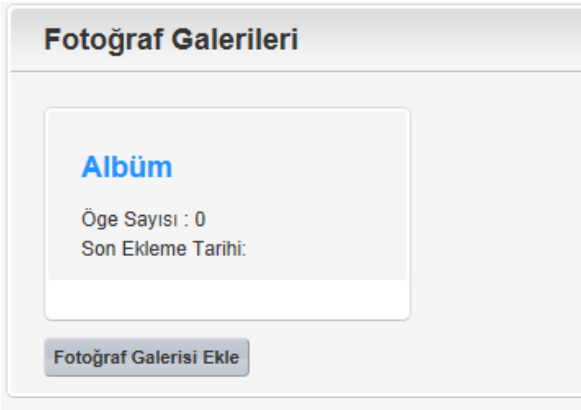 Fotoğraf Galerileri
Albüm
Öge Sayısı : 0
Son Ekleme Tarihi:
Fotoğraf Galerisi Ekle